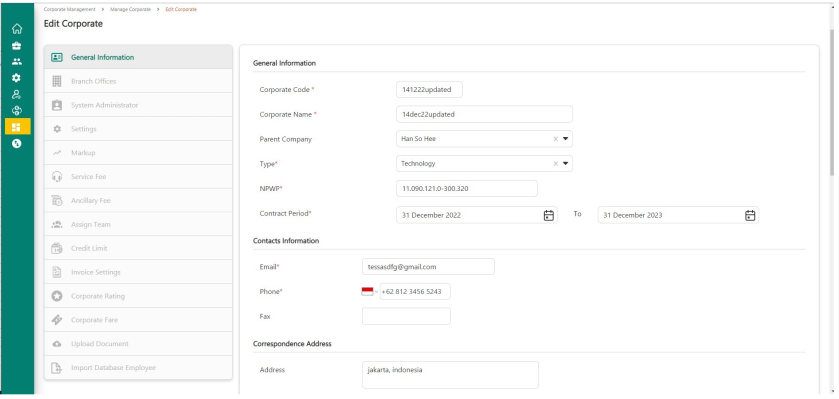 Corporate Management > Manage Corporate > Edit Corporate
Edit Corporate
General Information
Branch Offices
System Administrator
Settings
Markup
Service Fee
Ancillary Fee
Assign Team
Credit Limit
Invoice Settings
Corporate Rating
Corporate Fare
Upload Document
Import Database Employee
General Information
Corporate Code * 141222updated
Corporate Name * 14dec22updated
Parent Company Han So Hee
Type* Technology
NPWP* 11.090.121.0-300.320
Contract Period* 31 December 2022 To 31 December 2023
Contacts Information
Email* tessasdfg@gmail.com
Phone* +62 812 3456 5243
Fax
Correspondence Address
Address jakarta, indonesia